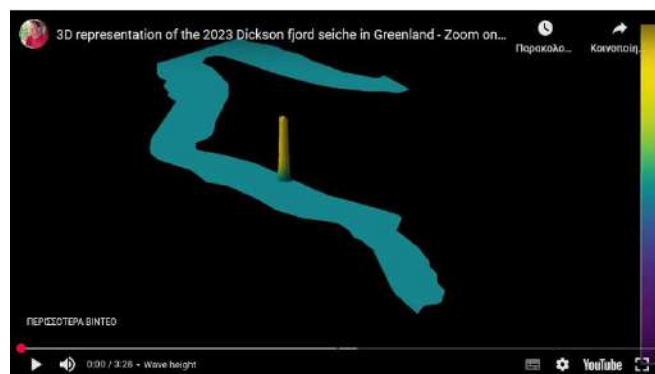 3D representation of the 2023 Dickson fjord seiche in Greenland - Zoom on...
Παρακολο...
Κοινοποίη...
ΠΕΡΙΣΣΟΤΕΡΑ ΒΙΝΤΕΟ
0:00 / 3:28 • Wave height
YouTube